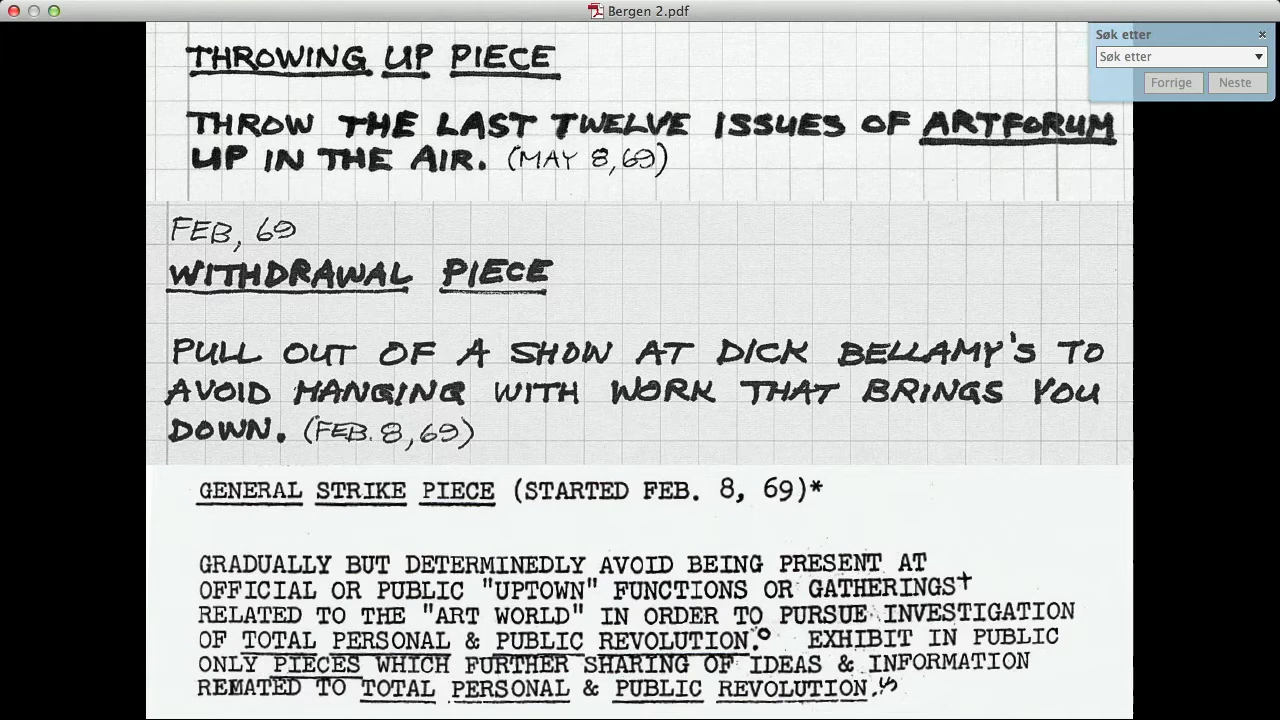 Bergen 2.pdf
Søk etter
Søk etter
Forrige Neste
THROWING UP PIECE
THROW THE LAST TWELVE ISSUES OF ARTFORUM
UP IN THE AIR. (MAY 8, 69)
FEB, 69
WITHDRAWAL PIECE
PULL OUT OF A SHOW AT DICK BELLAMY'S TO
AVOID HANGING WITH WORK THAT BRINGS YOU
DOWN. (FEB. 8, 69)
GENERAL STRIKE PIECE (STARTED FEB. 8, 69)*
GRADUALLY BUT DETERMINEDLY AVOID BEING PRESENT AT
OFFICIAL OR PUBLIC "UPTOWN" FUNCTIONS OR GATHERINGS+
RELATED TO THE "ART WORLD" IN ORDER TO PURSUE INVESTIGATION
OF TOTAL PERSONAL & PUBLIC REVOLUTION.° EXHIBIT IN PUBLIC
ONLY PIECES WHICH FURTHER SHARING OF IDEAS & INFORMATION
REMATED TO TOTAL PERSONAL & PUBLIC REVOLUTION.